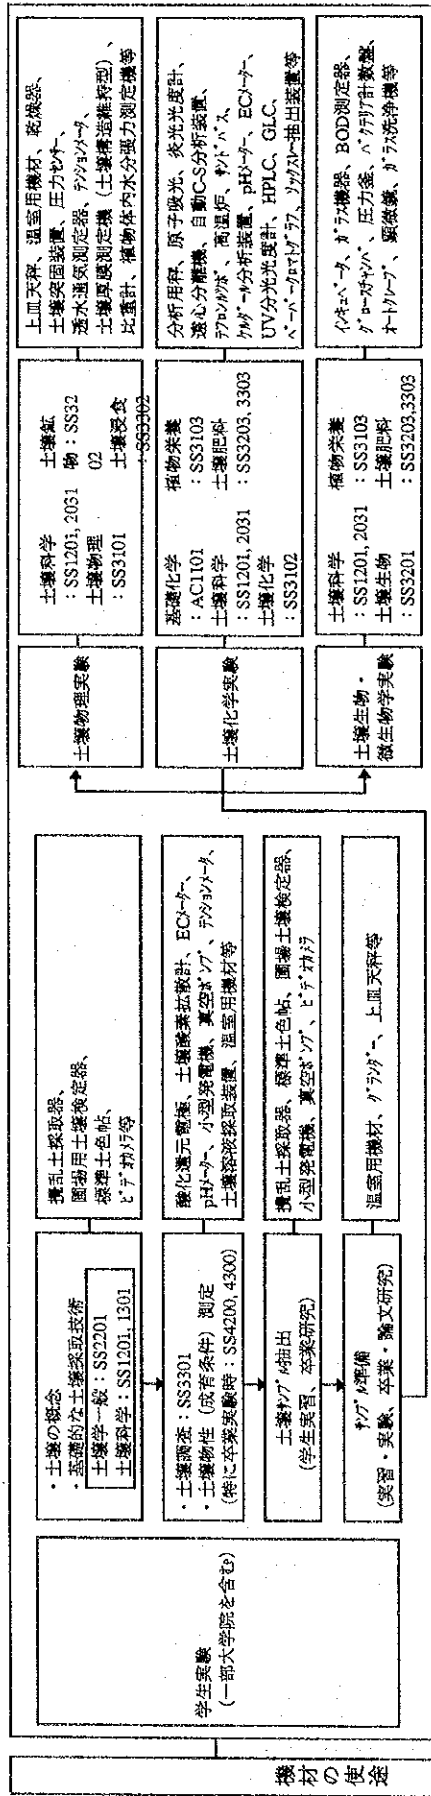 機材の使途
学生実験
(一部大学院を含む)
・土壌の概念
・基礎的な土壌採取技術
土壌学一般：SS2201
土壌科学：SS1201, 1301
攪乱土採取器、
圃場用土壌検定器、
標準土色帖、
ビデオカメラ等
・土壌調査：SS3301
・土壌物性（成育条件）測定
(特に卒業実験時：SS4200, 4300)
酸化還元電極、土壌酸素拡散計、ECメーター、
pHメーター、小型発電機、真空ポンプ、テンションメータ、
土壌溶液採取装置、温室用機材等
土壌サンプル抽出
(学生実習、卒業研究)
攪乱土採取器、標準土色帖、圃場土壌検定器、
小型発電機、真空ポンプ、ビデオカメラ
サンプル準備
(実習・実験、卒業・論文研究)
温室用機材、グランダー、上皿天秤等
土壌物理実験
土壌科学
：SS1201, 2031
土壌物理
：SS3101
土壌鉱
物：SS32
02
土壌浸食
：SS3302
上皿天秤、温室用機材、乾燥器、
土壌突固装置、圧力センサー、
透水通気測定器、テンションメータ、
土壌厚膜測定機（土壌構造維持型）、
比重計、植物体内水分張力測定機等
土壌化学実験
基礎化学
：AC1101
土壌科学
：SS1201, 2031
土壌化学
：SS3102
植物栄養
：SS3103
土壌肥料
：SS3203, 3303
分析用秤、原子吸光、炎光光度計、
遠心分離機、自動C-S分析装置、
テフロンルツボ、高温炉、サンドバス、
ケルダール分析装置、pHメーター、ECメーター、
UV分光光度計、HPLC、GLC、
ペーパークロマトグラフ、ソックスレー抽出装置等
土壌生物・
微生物学実験
土壌科学
：SS1201, 2031
土壌生物
：SS3201
植物栄養
：SS3103
土壌肥料
：SS3203,3303
インキュベータ、ガラス機器、BOD測定器、
グロースチャンバ、圧力釜、バクテリア計数盤、
オートクレーブ、顕微鏡、ガラス洗浄機等